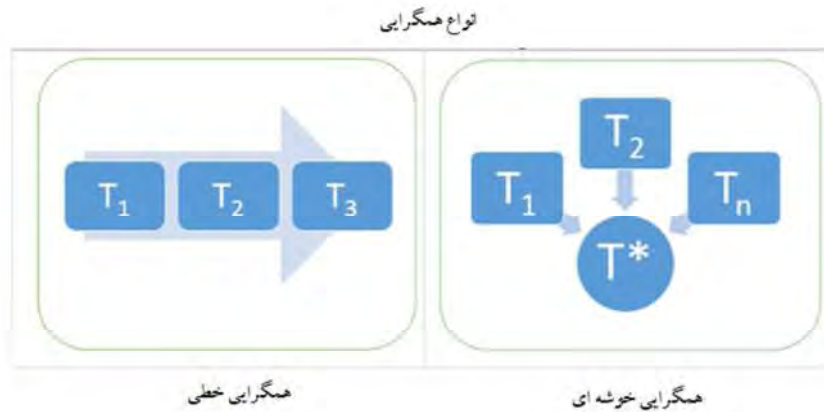 انواع همگرایی
T1 T2 T3
T2
T1 Tn
T*
همگرایی خطی
همگرایی خوشه ای